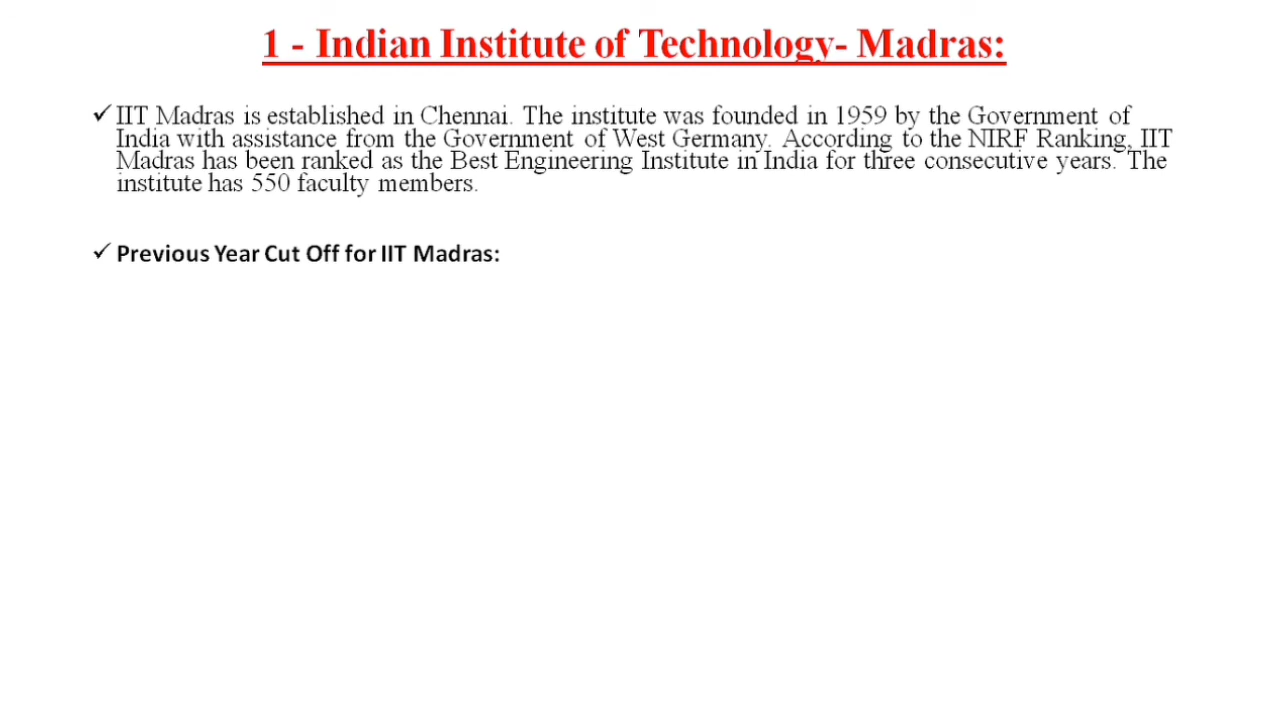 1 - Indian Institute of Technology- Madras:
✓ IIT Madras is established in Chennai. The institute was founded in 1959 by the Government of
India with assistance from the Government of West Germany. According to the NIRF Ranking, IIT
Madras has been ranked as the Best Engineering Institute in India for three consecutive years. The
institute has 550 faculty members.
✓ Previous Year Cut Off for IIT Madras: